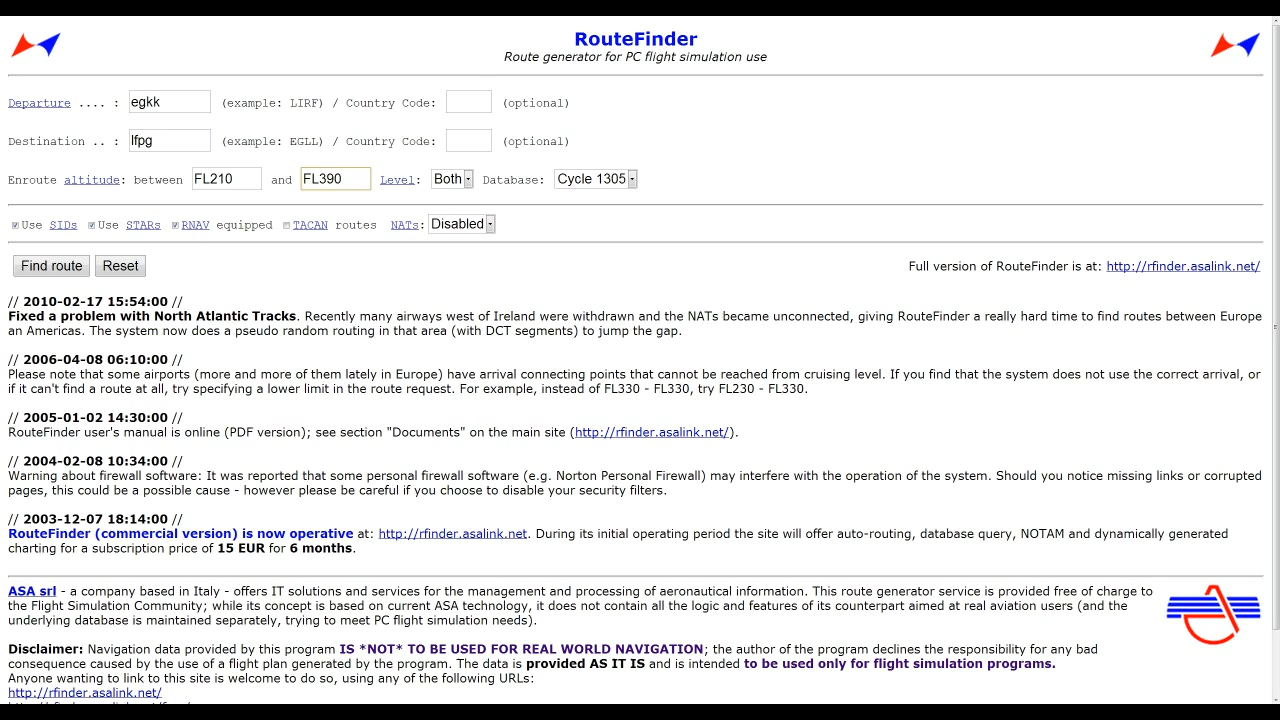 RouteFinder
Route generator for PC flight simulation use
Departure .... : egkk (example: LIRF) / Country Code: (optional)
Destination .. : lfpg (example: EGLL) / Country Code: (optional)
Enroute altitude: between FL210 and FL390 Level: Both Database: Cycle 1305
Use SIDs Use STARs RNAV equipped TACAN routes NATs: Disabled
Find route Reset Full version of RouteFinder is at: http://rfinder.asalink.net/
// 2010-02-17 15:54:00 //
Fixed a problem with North Atlantic Tracks. Recently many airways west of Ireland were withdrawn and the NATs became unconnected, giving RouteFinder a really hard time to find routes between Europe
an Americas. The system now does a pseudo random routing in that area (with DCT segments) to jump the gap.
// 2006-04-08 06:10:00 //
Please note that some airports (more and more of them lately in Europe) have arrival connecting points that cannot be reached from cruising level. If you find that the system does not use the correct arrival, or
if it can't find a route at all, try specifying a lower limit in the route request. For example, instead of FL330 - FL330, try FL230 - FL330.
// 2005-01-02 14:30:00 //
RouteFinder user's manual is online (PDF version); see section "Documents" on the main site (http://rfinder.asalink.net/).
// 2004-02-08 10:34:00 //
Warning about firewall software: It was reported that some personal firewall software (e.g. Norton Personal Firewall) may interfere with the operation of the system. Should you notice missing links or corrupted
pages, this could be a possible cause - however please be careful if you choose to disable your security filters.
// 2003-12-07 18:14:00 //
RouteFinder (commercial version) is now operative at: http://rfinder.asalink.net. During its initial operating period the site will offer auto-routing, database query, NOTAM and dynamically generated
charting for a subscription price of 15 EUR for 6 months.
ASA srl - a company based in Italy - offers IT solutions and services for the management and processing of aeronautical information. This route generator service is provided free of charge to
the Flight Simulation Community; while its concept is based on current ASA technology, it does not contain all the logic and features of its counterpart aimed at real aviation users (and the
underlying database is maintained separately, trying to meet PC flight simulation needs).
Disclaimer: Navigation data provided by this program IS *NOT* TO BE USED FOR REAL WORLD NAVIGATION; the author of the program declines the responsibility for any bad
consequence caused by the use of a flight plan generated by the program. The data is provided AS IT IS and is intended to be used only for flight simulation programs.
Anyone wanting to link to this site is welcome to do so, using any of the following URLs:
http://rfinder.asalink.net/